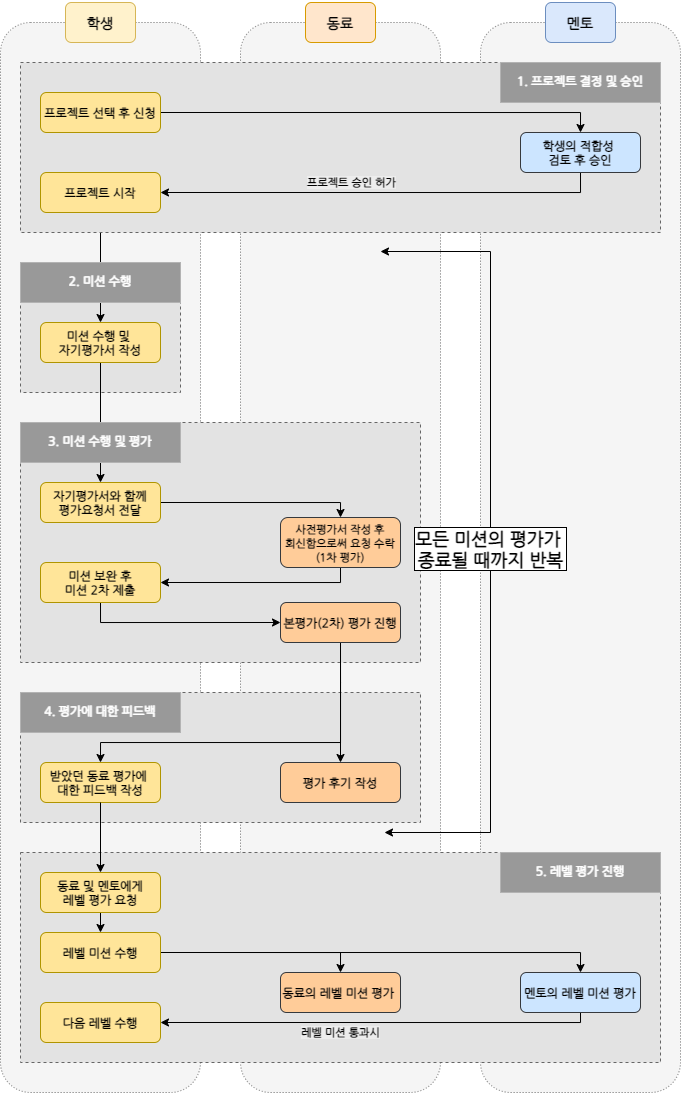 학생
동료
멘토
1. 프로젝트 결정 및 승인
프로젝트 선택 후 신청
학생의 적합성
검토 후 승인
프로젝트 승인 허가
프로젝트 시작
2. 미션 수행
미션 수행 및
자기평가서 작성
3. 미션 수행 및 평가
자기평가서와 함께
평가요청서 전달
사전평가서 작성 후
회신함으로써 요청 수락
(1차 평가)
모든 미션의 평가가
종료될 때까지 반복
미션 보완 후
미션 2차 제출
본평가(2차) 평가 진행
4. 평가에 대한 피드백
받았던 동료 평가에
대한 피드백 작성
평가 후기 작성
5. 레벨 평가 진행
동료 및 멘토에게
레벨 평가 요청
레벨 미션 수행
동료의 레벨 미션 평가
멘토의 레벨 미션 평가
다음 레벨 수행
레벨 미션 통과시